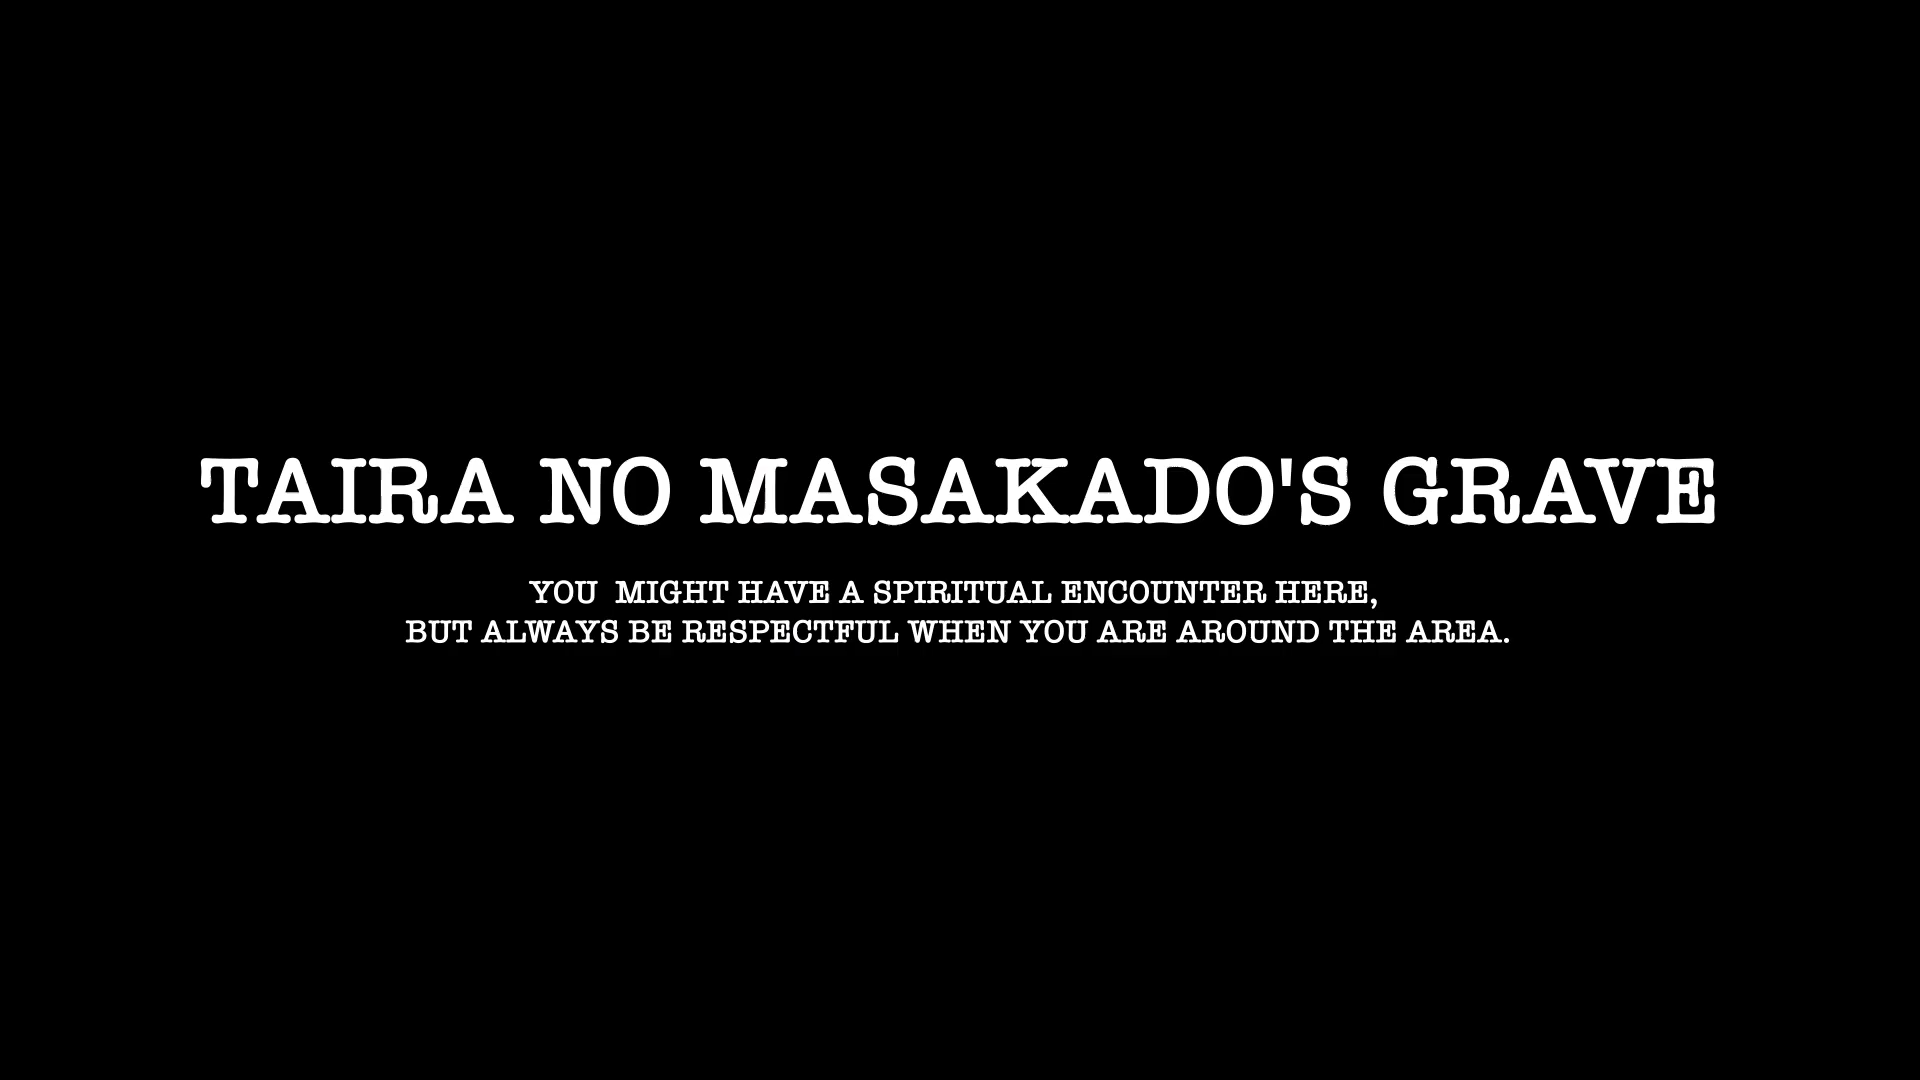 TAIRA NO MASAKADO'S GRAVE
YOU  MIGHT HAVE A SPIRITUAL ENCOUNTER HERE,
BUT ALWAYS BE RESPECTFUL WHEN YOU ARE AROUND THE AREA.